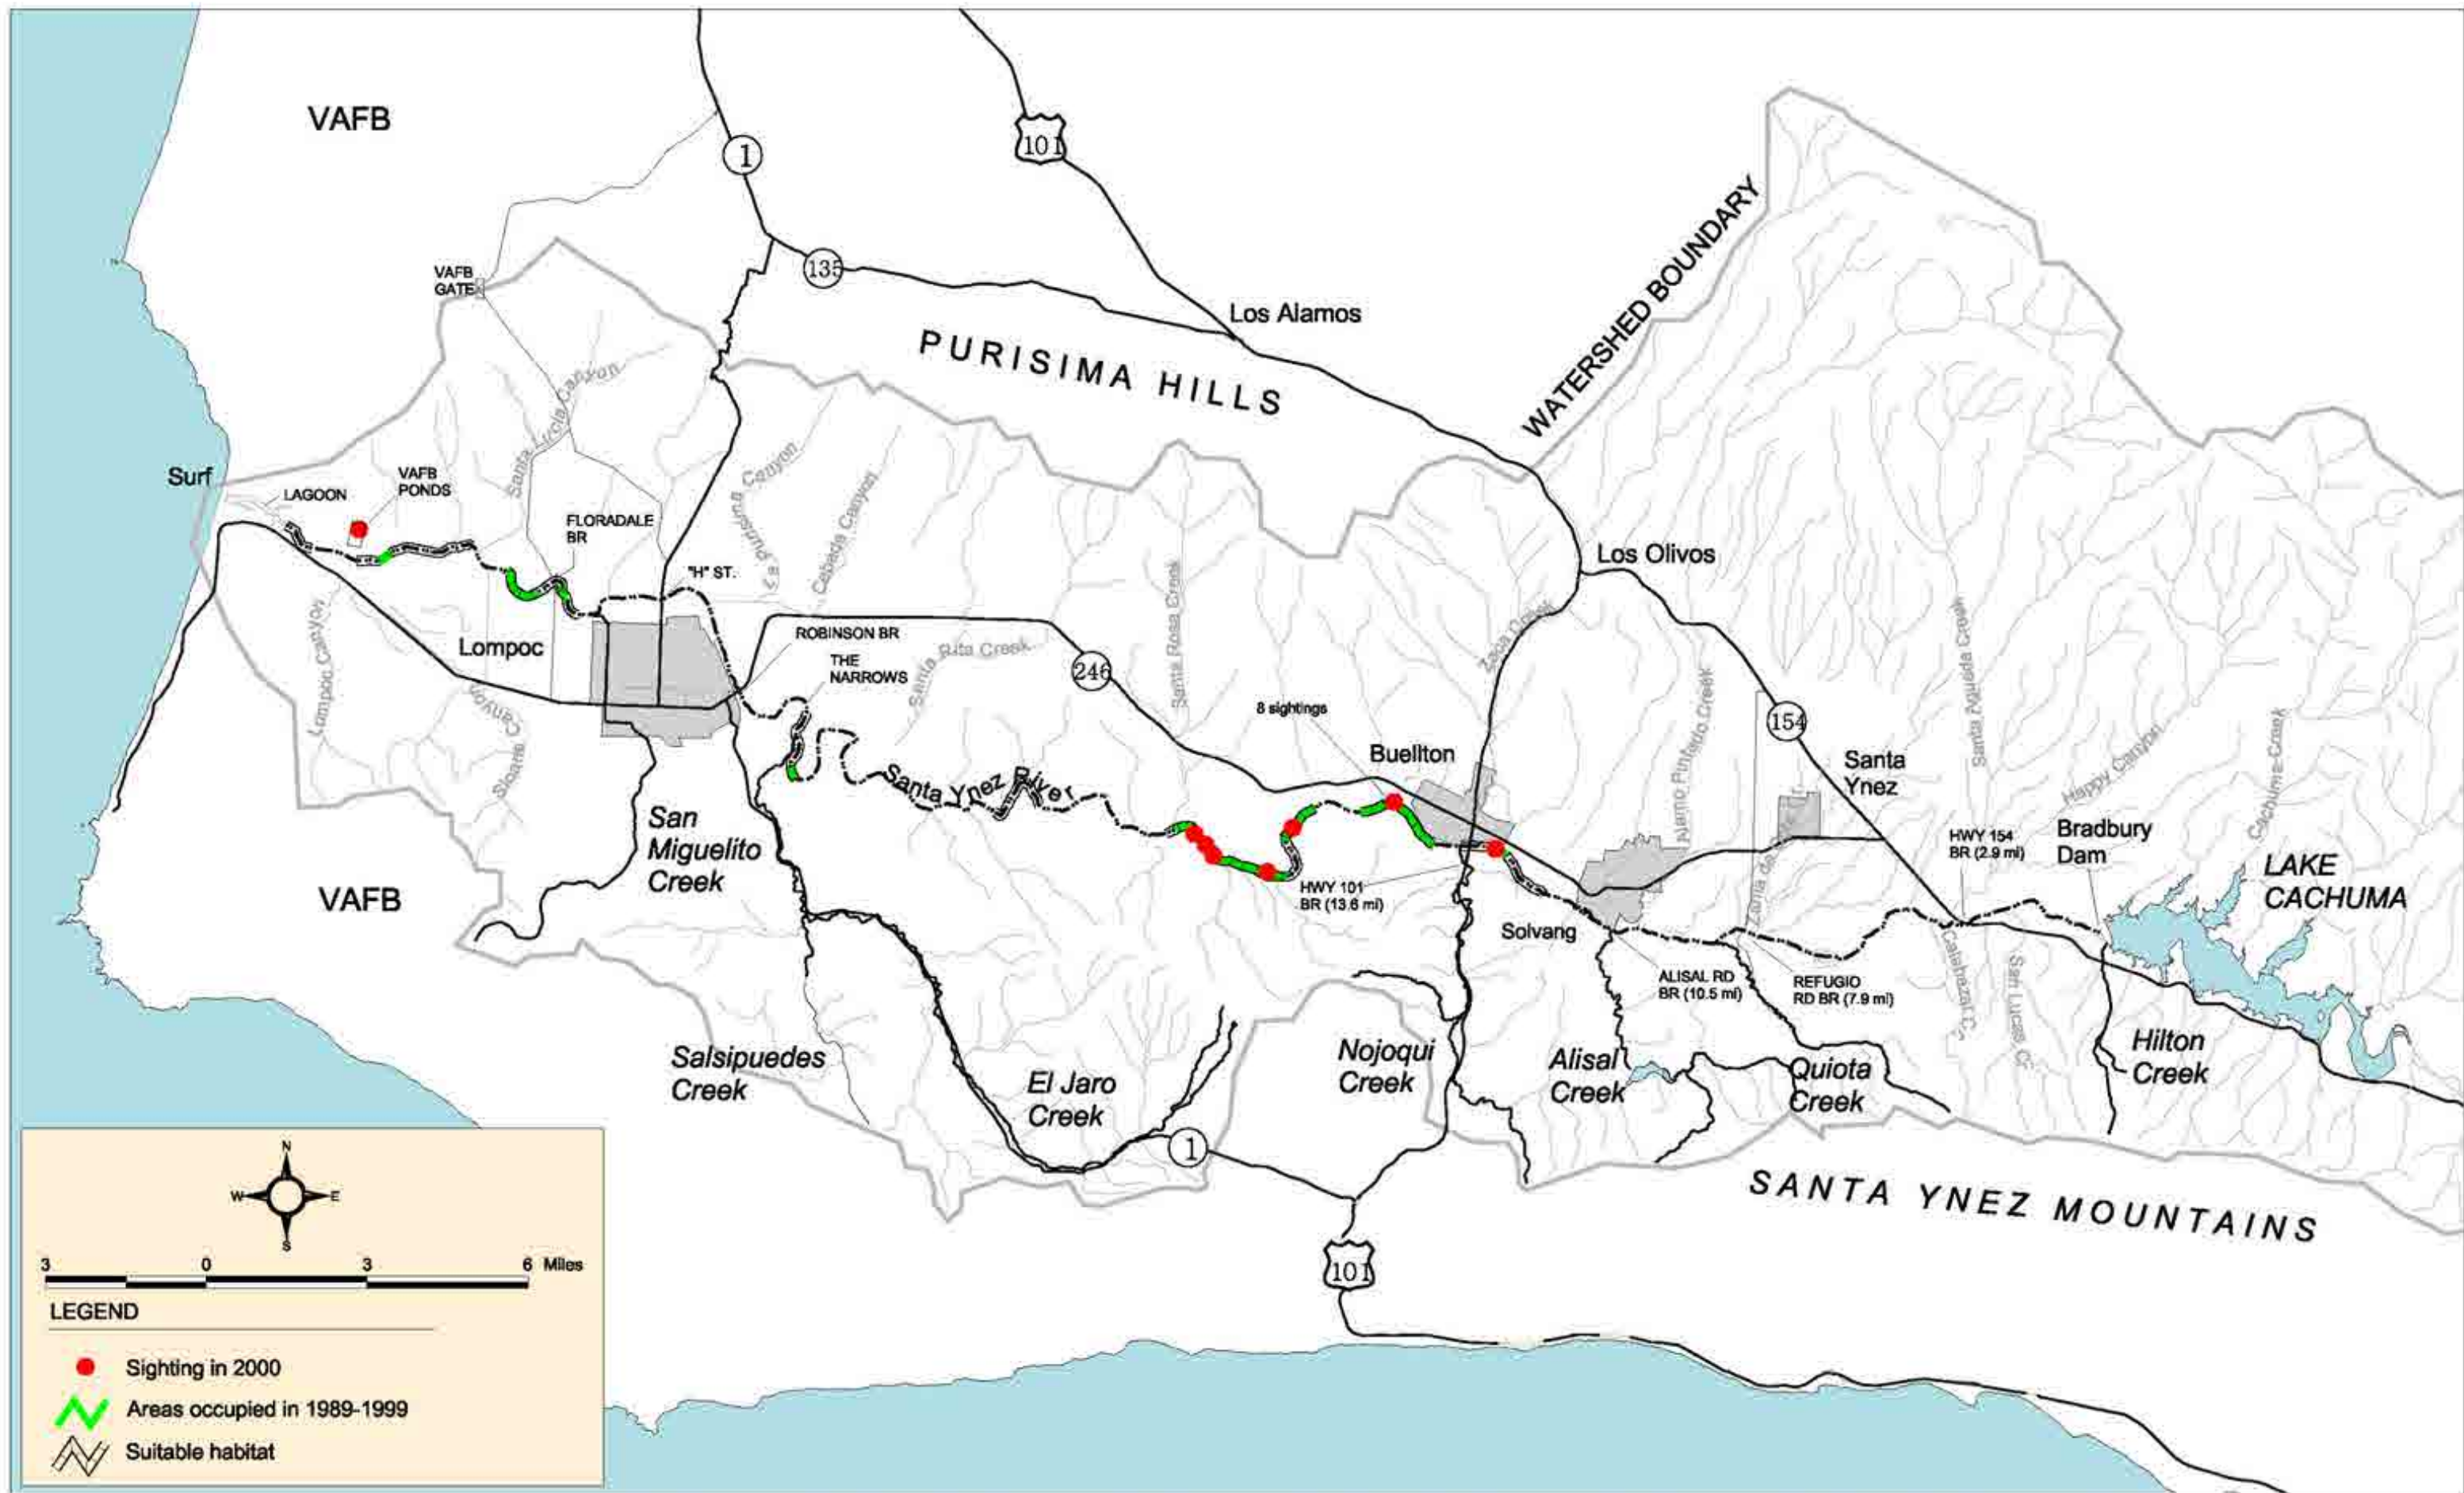 VAFB
1
101
135
VAFB
GATE
Los Alamos
PURISIMA HILLS
WATERSHED BOUNDARY
Canyon
Surf
LAGOON
VAFB
PONDS
FLORADALE
BR
"H" ST.
Santa Lucia Canyon
La Purisima Canyon
Cebada Canyon
Los Olivos
Lompoc
Lompoc Canyon
Sloans Canyon
ROBINSON BR
THE
NARROWS
Santa Rita Creek
Santa Rosa Creek
246
8 sightings
Buellton
Zaca Creek
Alamo Pintado Creek
154
Santa
Ynez
Santa Agueda Creek
Happy Canyon
Cachuma Creek
Santa Ynez River
San
Miguelito
Creek
VAFB
HWY 101
BR (13.6 mi)
Solvang
HWY 154
BR (2.9 mi)
Bradbury
Dam
LAKE
CACHUMA
ALISAL RD
BR (10.5 mi)
REFUGIO
RD BR (7.9 mi)
San Lucas Cr.
Salsipuedes
Creek
El Jaro
Creek
Nojoqui
Creek
Alisal
Creek
Quiota
Creek
Hilton
Creek
1
SANTA YNEZ MOUNTAINS
101
N
W
E
S
3 0 3 6 Miles
LEGEND
Sighting in 2000
Areas occupied in 1989-1999
Suitable habitat